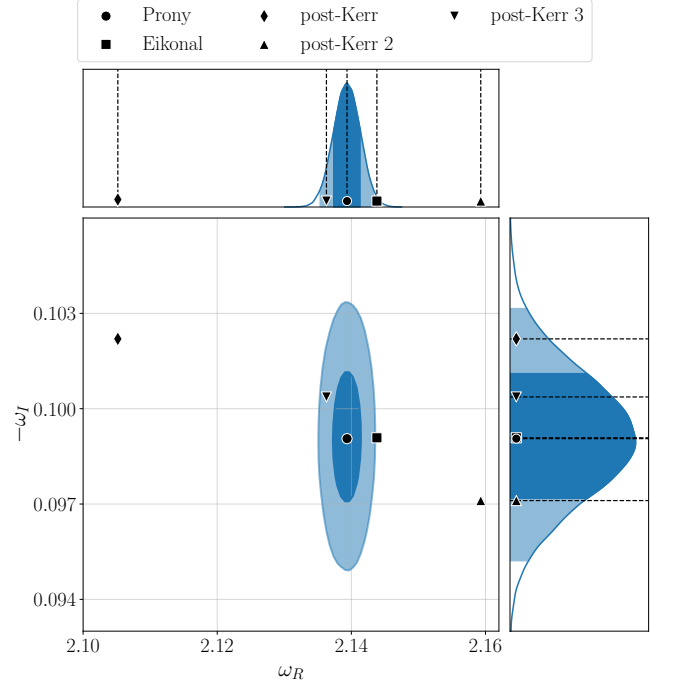 Prony post-Kerr post-Kerr 3
Eikonal post-Kerr 2
0.103
0.100
0.097
0.094
−ω_I
2.10 2.12 2.14 2.16
ω_R